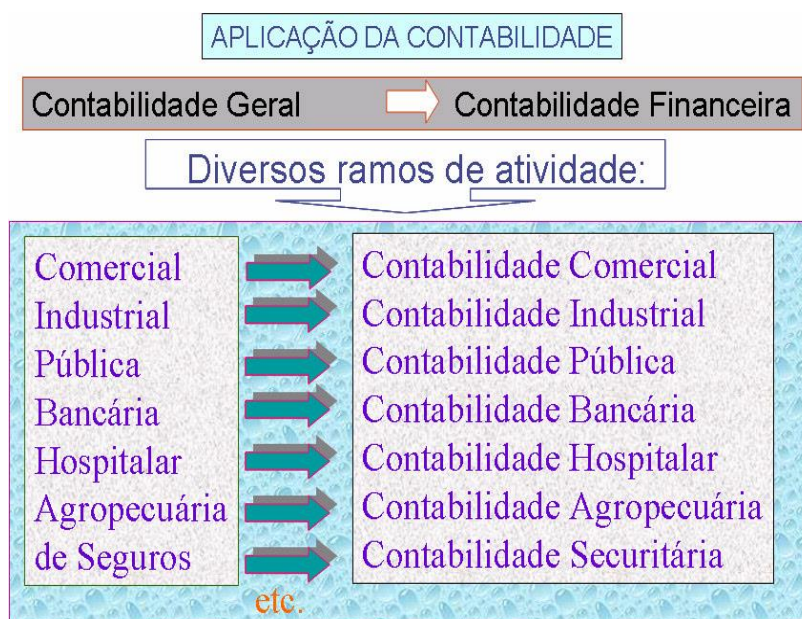 APLICAÇÃO DA CONTABILIDADE
Contabilidade Geral Contabilidade Financeira
Diversos ramos de atividade:
Comercial Contabilidade Comercial
Industrial Contabilidade Industrial
Pública Contabilidade Pública
Bancária Contabilidade Bancária
Hospitalar Contabilidade Hospitalar
Agropecuária Contabilidade Agropecuária
de Seguros Contabilidade Securitária
etc.